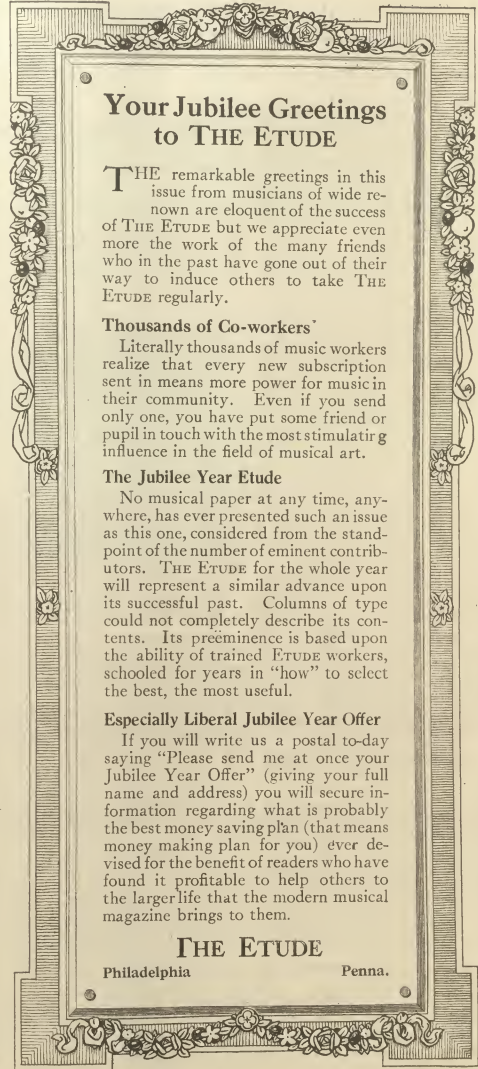 Your Jubilee Greetings
to THE ETUDE
THE remarkable greetings in this
issue from musicians of wide re-
nown are eloquent of the success
of THE ETUDE but we appreciate even
more the work of the many friends
who in the past have gone out of their
way to induce others to take THE
ETUDE regularly.
Thousands of Co-workers
Literally thousands of music workers
realize that every new subscription
sent in means more power for music in
their community. Even if you send
only one, you have put some friend or
pupil in touch with the most stimulating
influence in the field of musical art.
The Jubilee Year Etude
No musical paper at any time, any-
where, has ever presented such an issue
as this one, considered from the stand-
point of the number of eminent contrib-
utors. THE ETUDE for the whole year
will represent a similar advance upon
its successful past. Columns of type
could not completely describe its con-
tents. Its preëminence is based upon
the ability of trained ETUDE workers,
schooled for years in "how" to select
the best, the most useful.
Especially Liberal Jubilee Year Offer
If you will write us a postal to-day
saying "Please send me at once your
Jubilee Year Offer" (giving your full
name and address) you will secure in-
formation regarding what is probably
the best money saving plan (that means
money making plan for you) ever de-
vised for the benefit of readers who have
found it profitable to help others to
the larger life that the modern musical
magazine brings to them.
THE ETUDE
Philadelphia Penna.